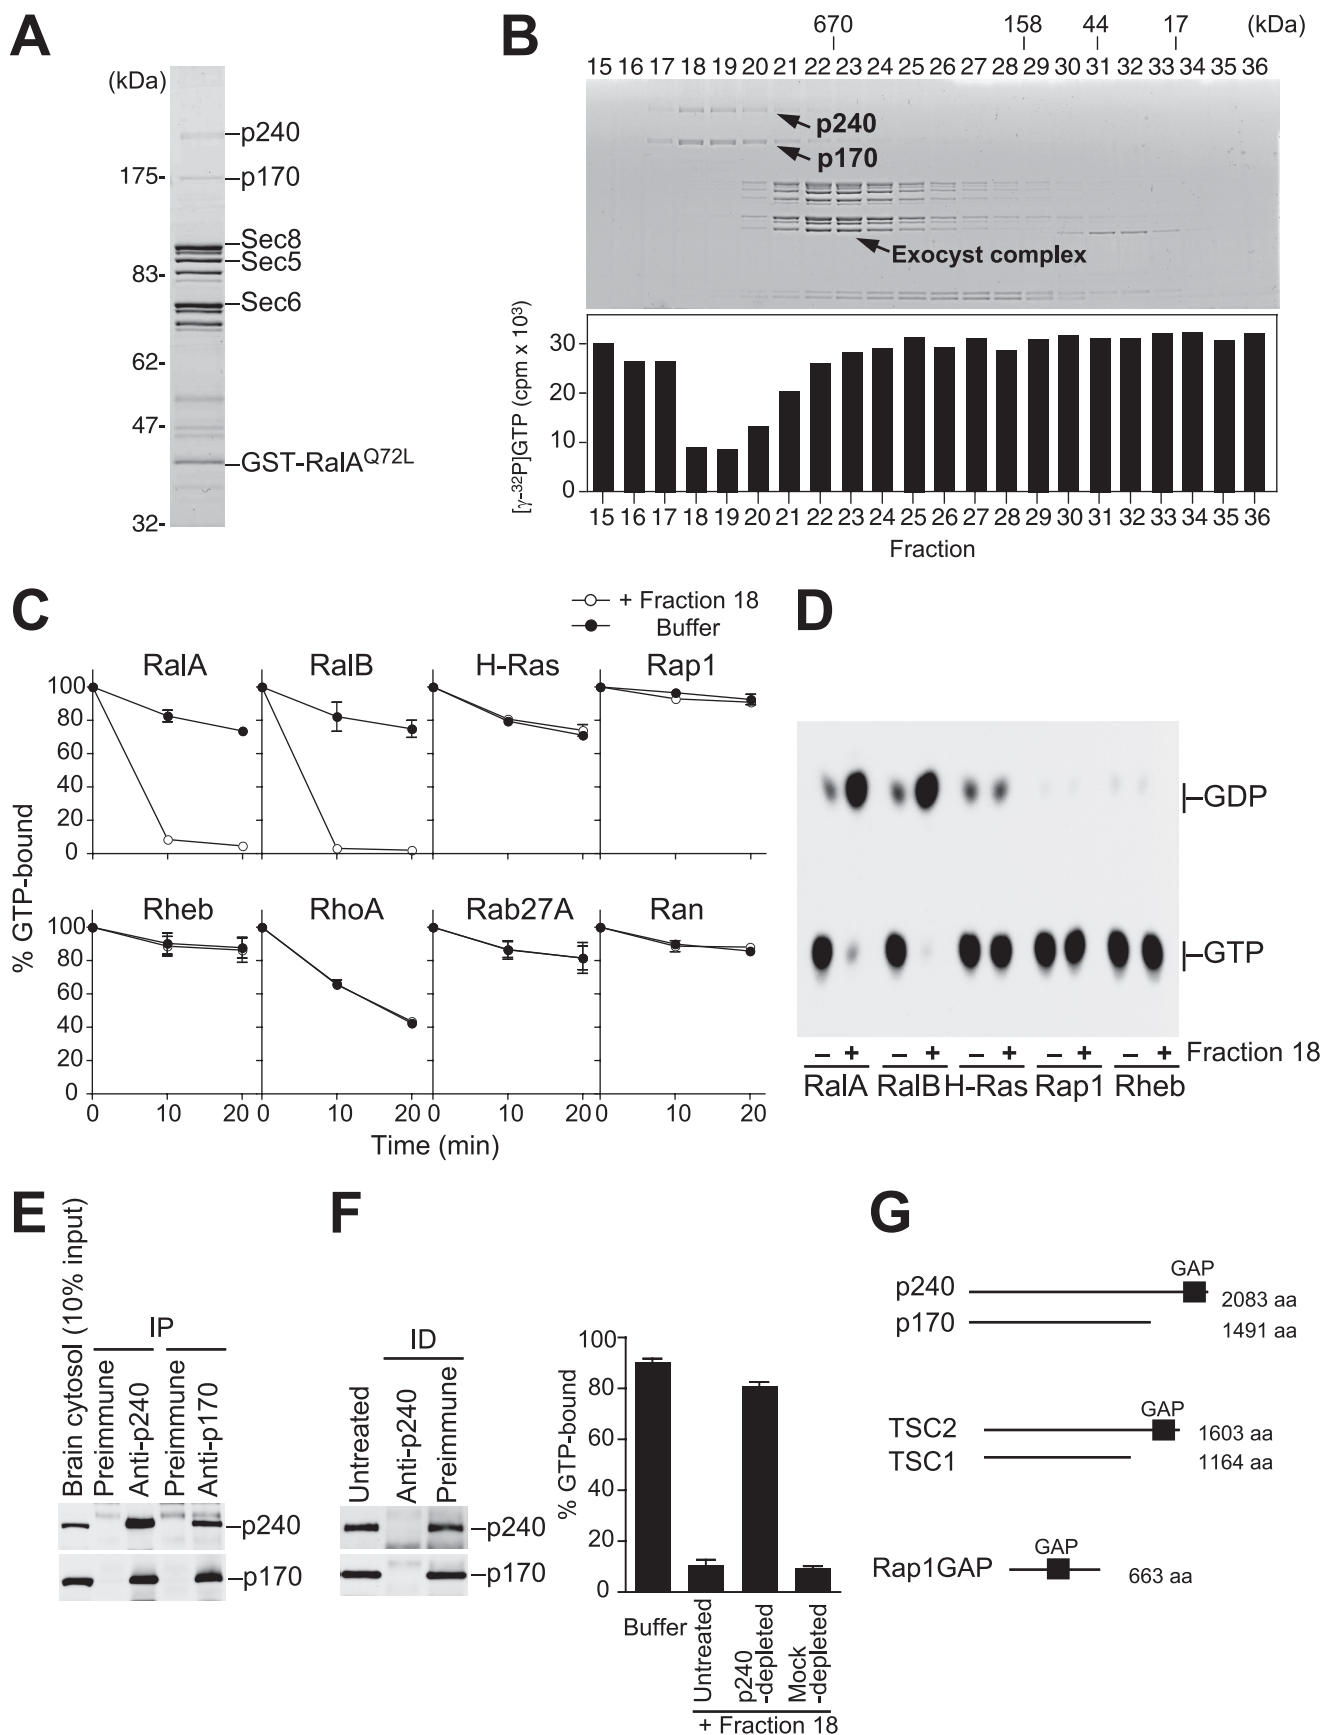 A
(kDa)
p240
175-
p170
Sec8
Sec5
83-
Sec6
62-
47-
GST-RalAQ72L
32-
B
670 158 44 17 (kDa)
15 16 17 18 19 20 21 22 23 24 25 26 27 28 29 30 31 32 33 34 35 36
p240
p170
Exocyst complex
[γ-32P]GTP (cpm x 10³)
30
20
10
0
15 16 17 18 19 20 21 22 23 24 25 26 27 28 29 30 31 32 33 34 35 36
Fraction
C
+ Fraction 18
Buffer
RalA RalB H-Ras Rap1
100
80
60
40
20
0
% GTP-bound
Rheb RhoA Rab27A Ran
100
80
60
40
20
0
0 10 20 0 10 20 0 10 20 0 10 20
Time (min)
D
GDP
GTP
– + – + – + – + – + Fraction 18
RalA RalB H-Ras Rap1 Rheb
E
IP
Brain cytosol (10% input)
Preimmune
Anti-p240
Preimmune
Anti-p170
–p240
–p170
F
ID
Untreated
Anti-p240
Preimmune
–p240
–p170
% GTP-bound
100
80
60
40
20
0
Buffer
Untreated
p240
-depleted
Mock
-depleted
+ Fraction 18
G
GAP
p240 2083 aa
p170 1491 aa
GAP
TSC2 1603 aa
TSC1 1164 aa
GAP
Rap1GAP 663 aa